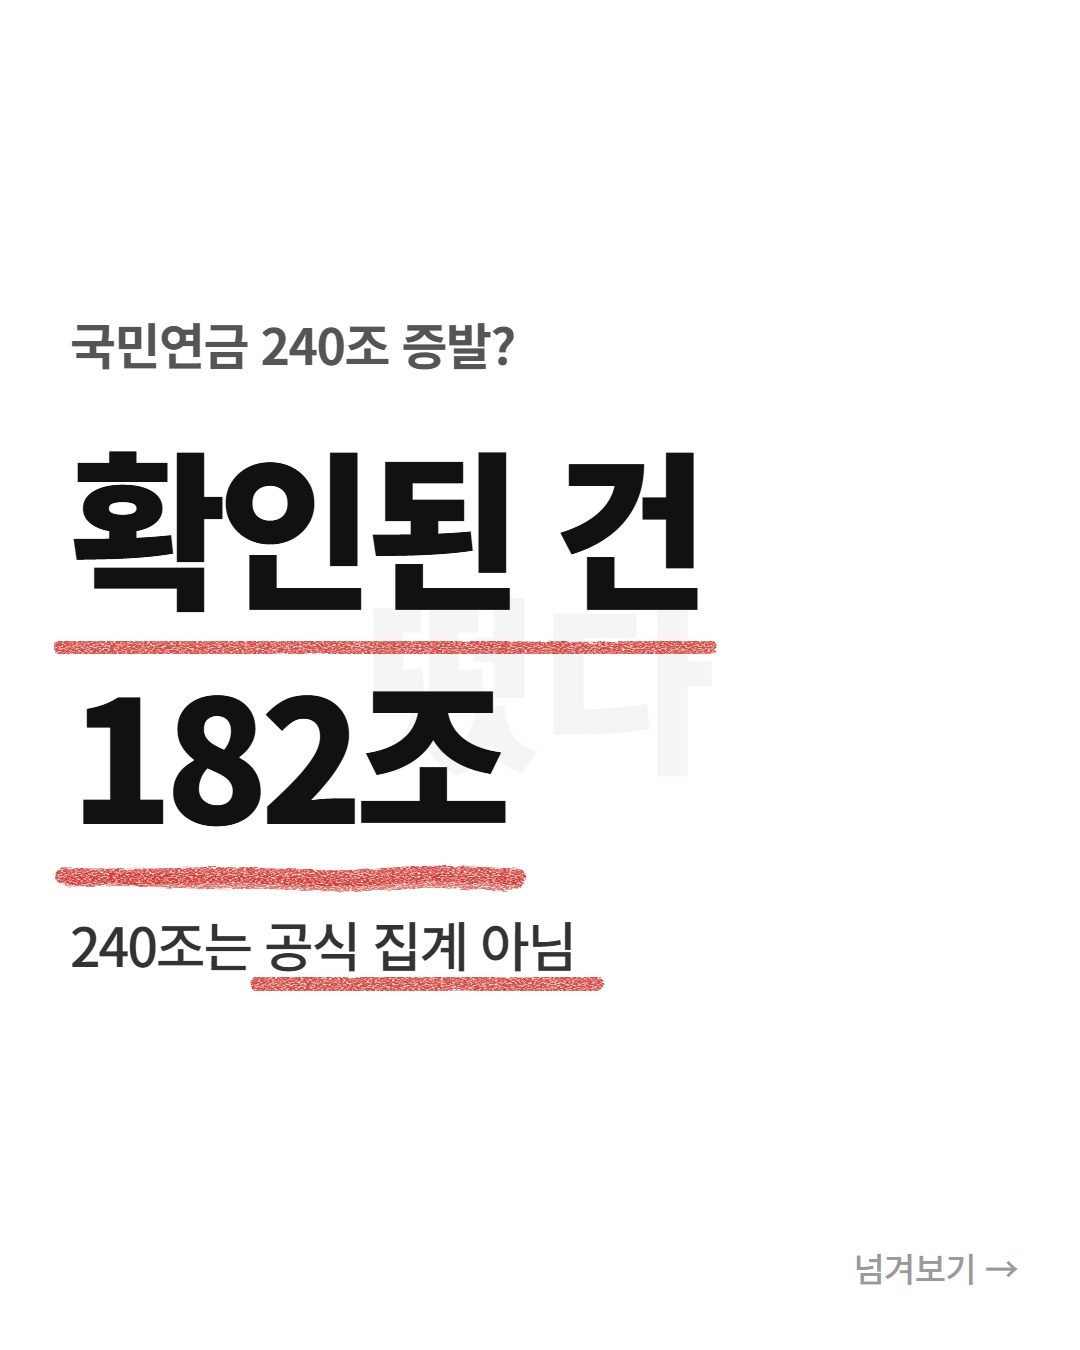 국민연금 240조 증발?
확인된 건
182조
240조는 공식 집계 아님
넘겨보기 →